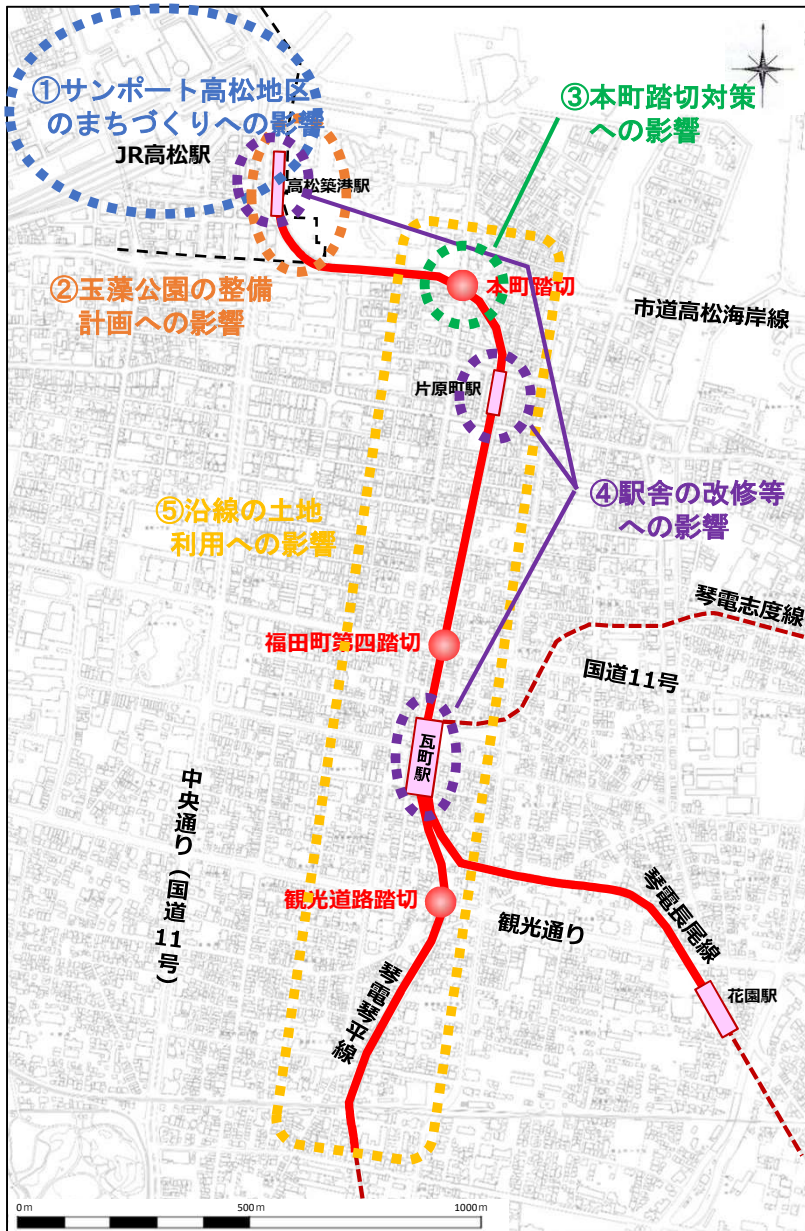 ①サンポート高松地区
のまちづくりへの影響
JR高松駅
高松築港駅
③本町踏切対策
への影響
②玉藻公園の整備
計画への影響
本町踏切
市道高松海岸線
片原町駅
④駅舎の改修等
への影響
⑤沿線の土地
利用への影響
琴電志度線
福田町第四踏切
国道11号
瓦町駅
中央通り(国道11号)
観光道路踏切
観光通り
琴電長尾線
琴電琴平線
花園駅
0m 500m 1000m